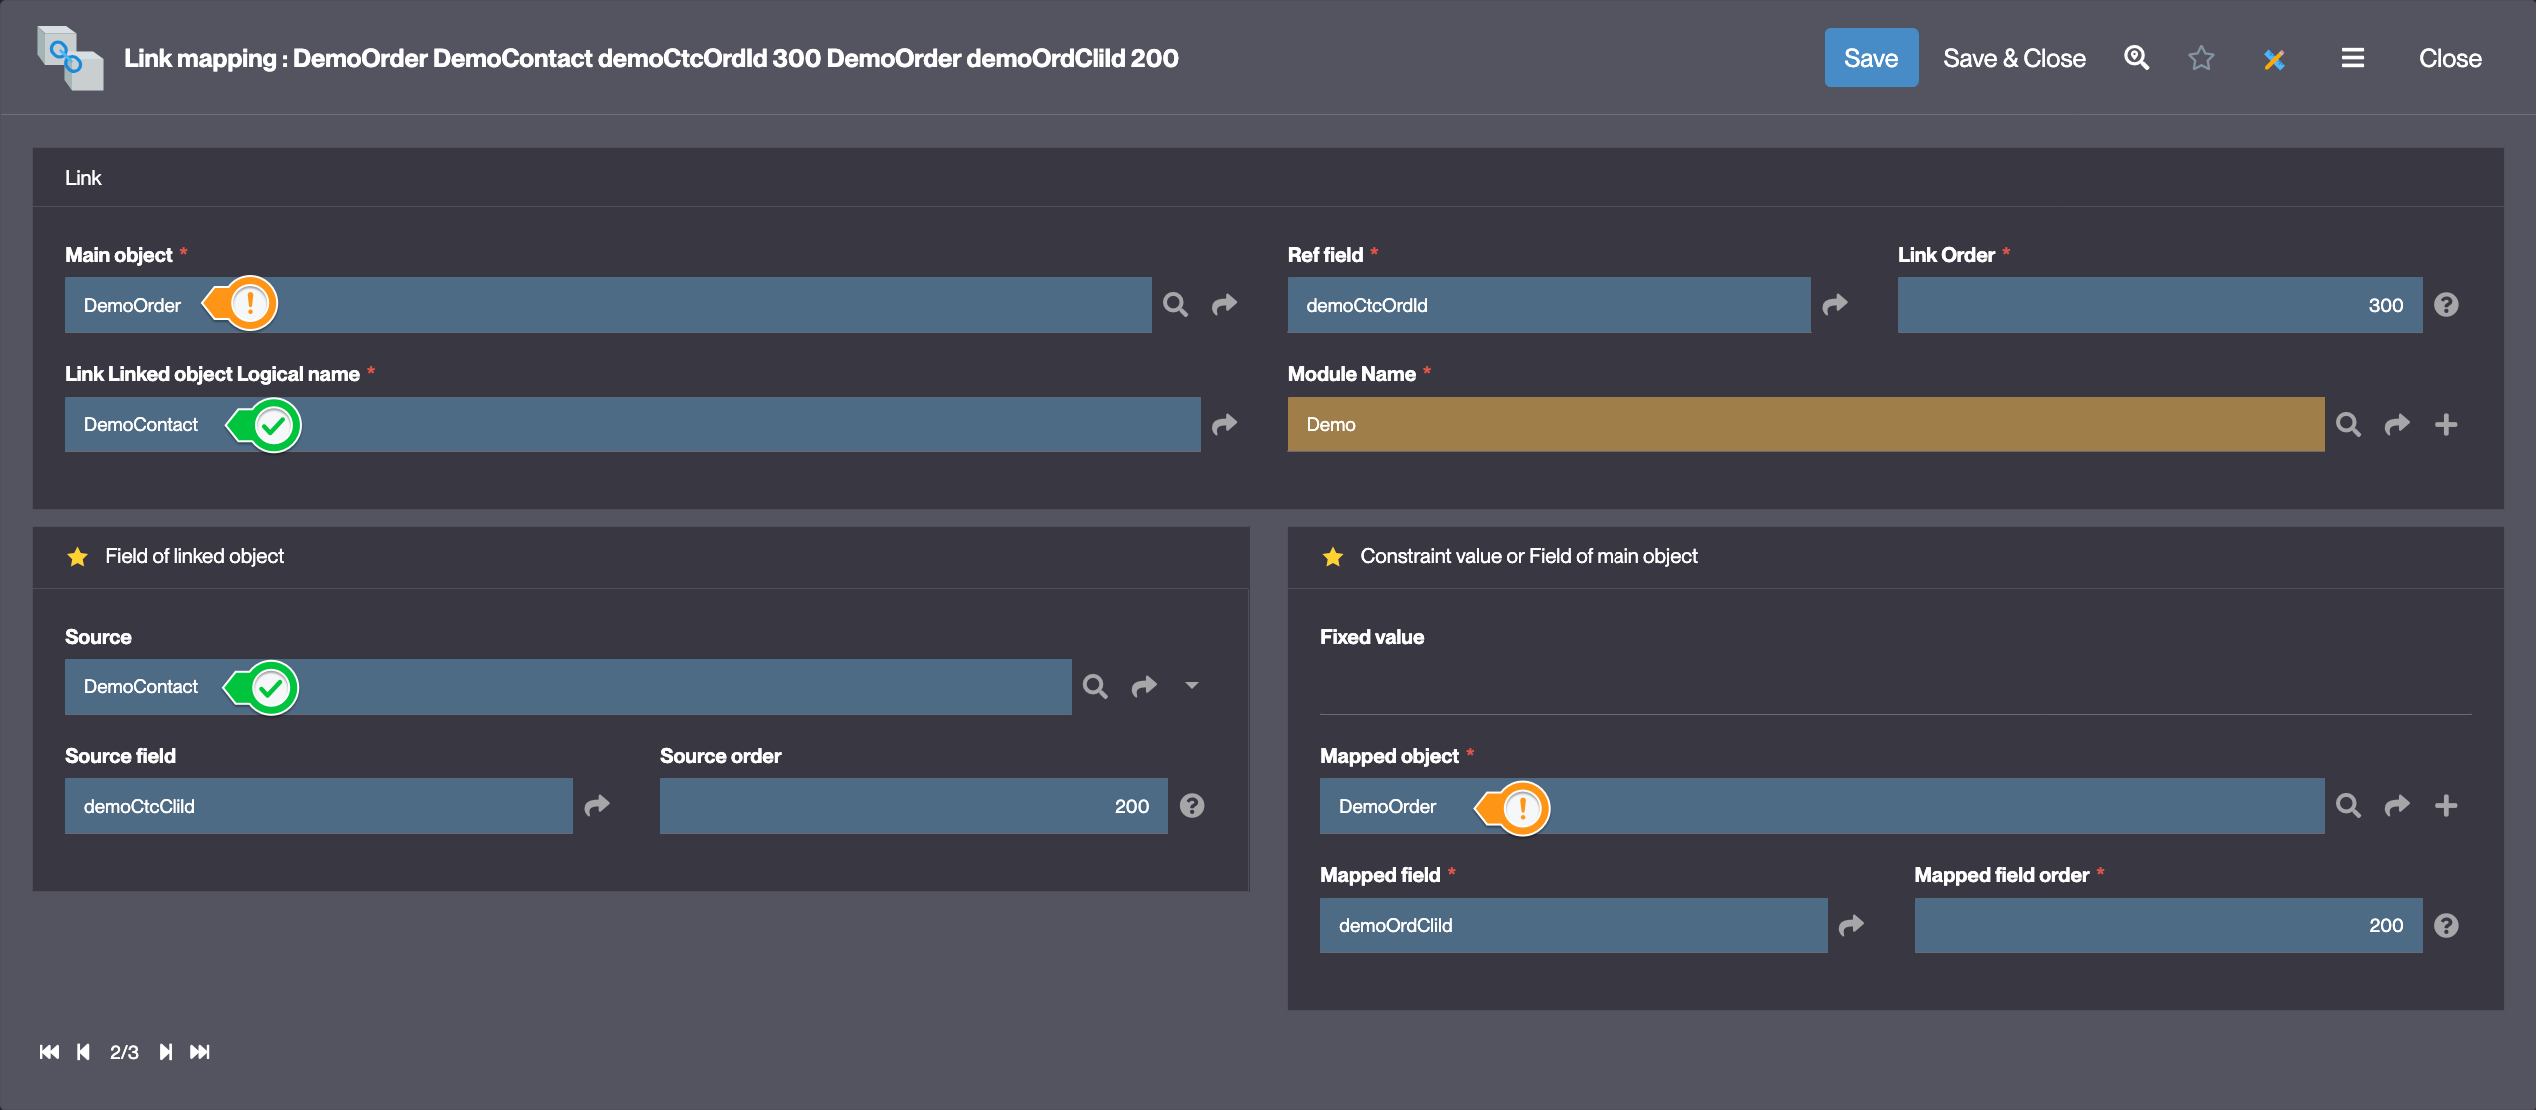 Link mapping : DemoOrder DemoContact demoCtcOrdId 300 DemoOrder demoOrdCliId 200
Save
Save & Close
Close
Link
Main object *
Ref field *
Link Order *
DemoOrder
demoCtcOrdId
300
Link Linked object Logical name *
Module Name *
DemoContact
Demo
Field of linked object
Constraint value or Field of main object
Source
Fixed value
DemoContact
Source field
Source order
Mapped object *
demoCtcCliId
200
DemoOrder
Mapped field *
Mapped field order *
demoOrdCliId
200
2/3